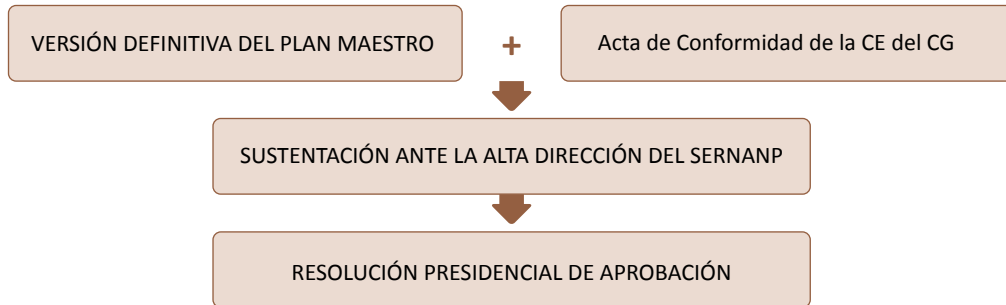 VERSIÓN DEFINITIVA DEL PLAN MAESTRO
+
Acta de Conformidad de la CE del CG
SUSTENTACIÓN ANTE LA ALTA DIRECCIÓN DEL SERNANP
RESOLUCIÓN PRESIDENCIAL DE APROBACIÓN